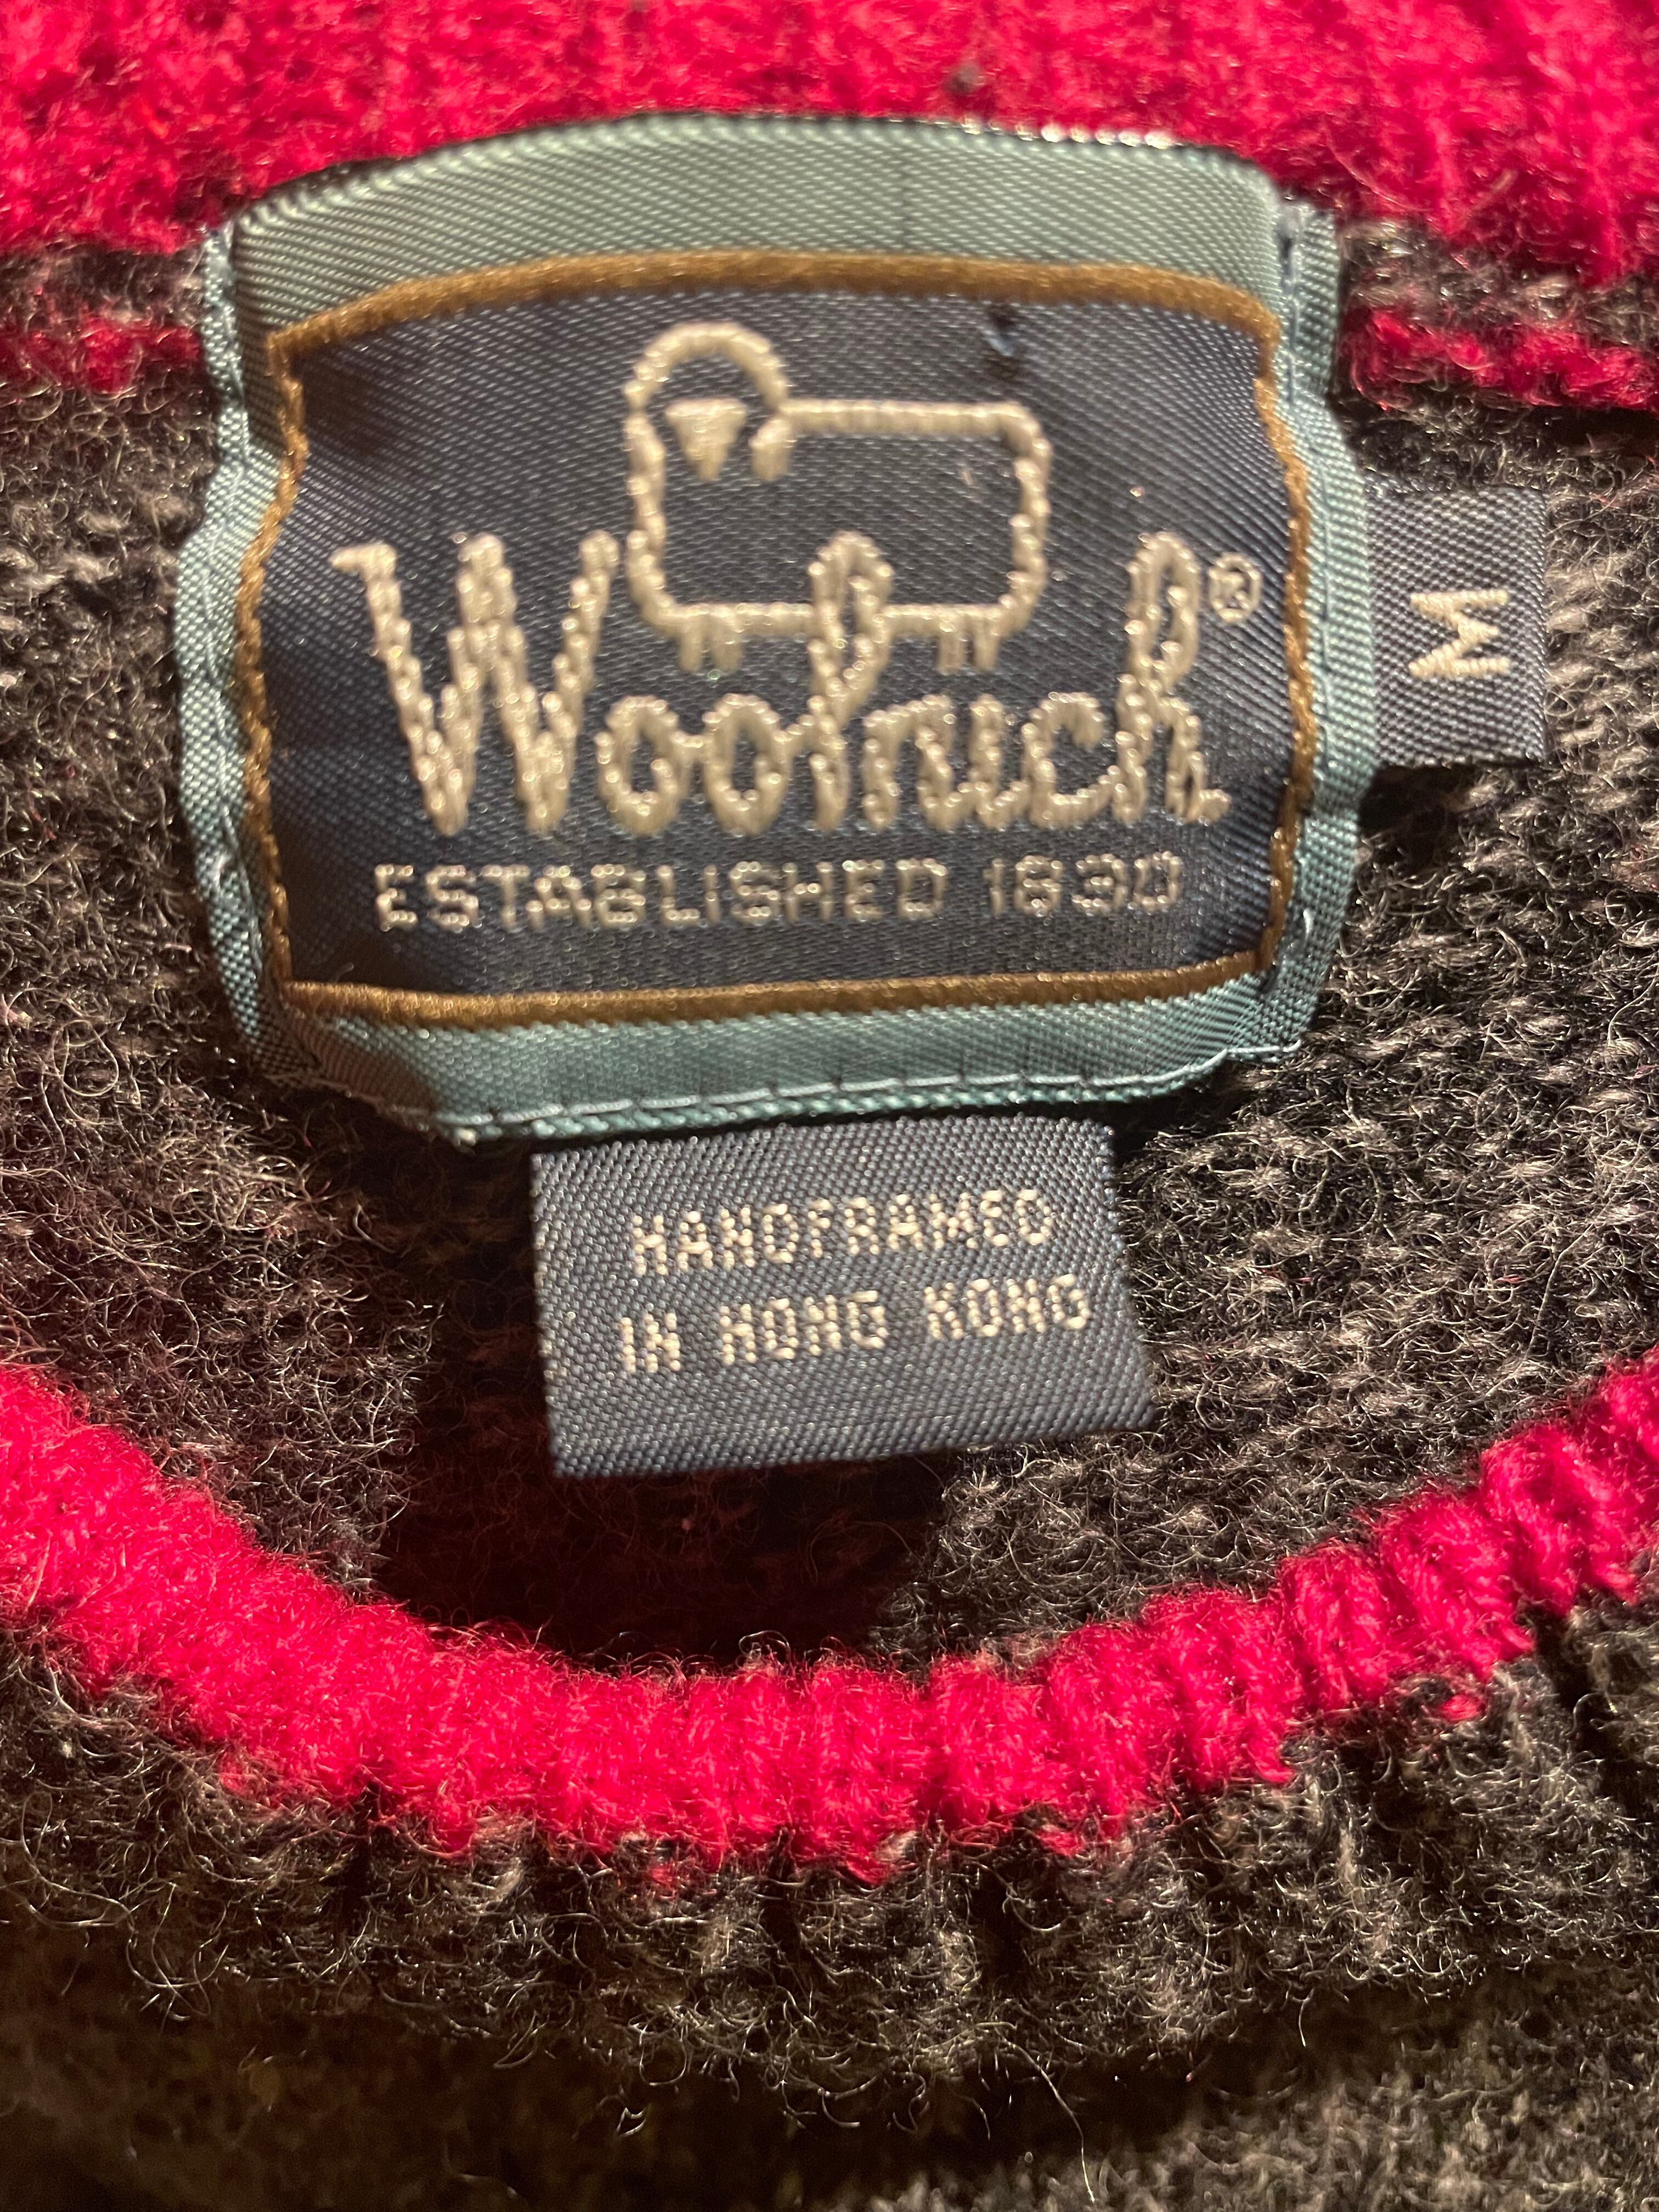 Woolrich®
ESTABLISHED 1830
M
HANDFRAMED
IN HONG KONG